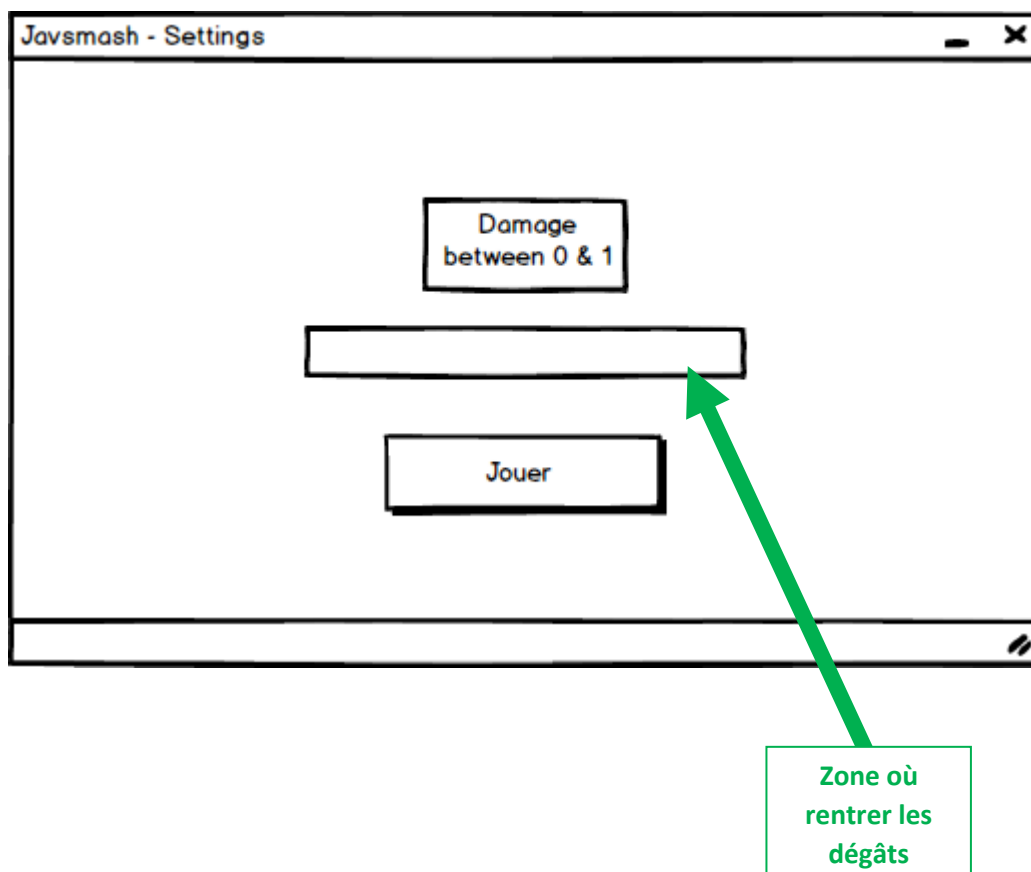 Javsmash - Settings
Damage
between 0 & 1
Jouer
Zone où
rentrer les
dégâts